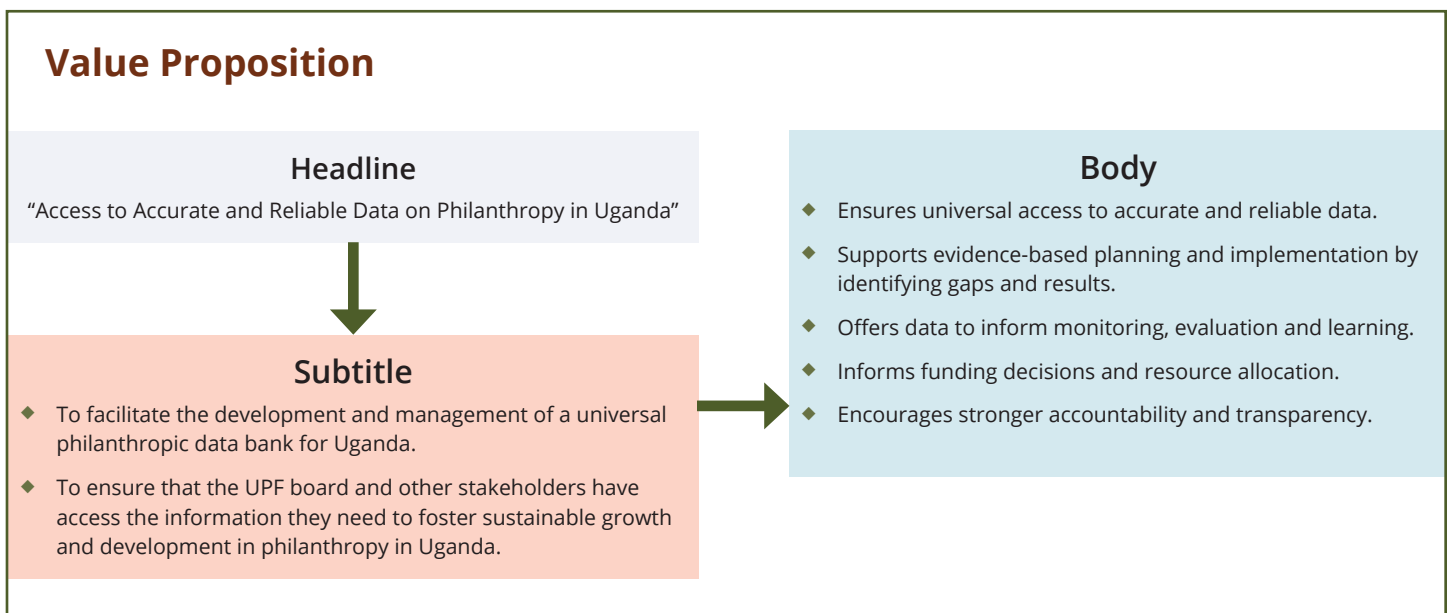 Value Proposition
Headline
“Access to Accurate and Reliable Data on Philanthropy in Uganda”
Subtitle
◆ To facilitate the development and management of a universal
philanthropic data bank for Uganda.
◆ To ensure that the UPF board and other stakeholders have
access the information they need to foster sustainable growth
and development in philanthropy in Uganda.
Body
◆ Ensures universal access to accurate and reliable data.
◆ Supports evidence-based planning and implementation by
identifying gaps and results.
◆ Offers data to inform monitoring, evaluation and learning.
◆ Informs funding decisions and resource allocation.
◆ Encourages stronger accountability and transparency.